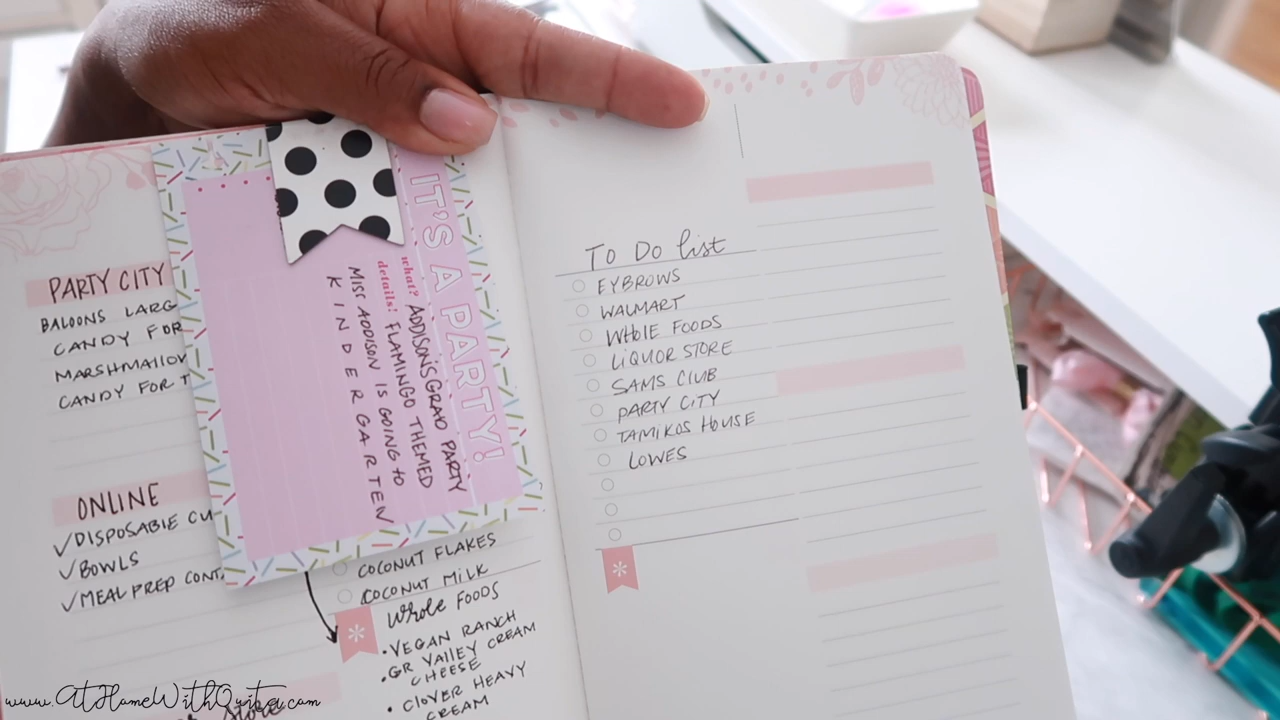 PARTY CITY
BALOONS LARG
CANDY FOR
MARSHMALLOW
CANDY FOR T
ONLINE
✓DISPOSABLE CU
✓BOWLS
✓MEAL PREP CONT
IT'S A PARTY!
what? ADDISON'S GRAD PARTY
details! FLAMINGO THEMED
MISS ADDISON IS GOING TO
KINDERGARTEN
COCONUT FLAKES
COCONUT MILK
Whole FOODS
•VEGAN RANCH
•GR VALLEY CREAM
CHEESE
• CLOVER HEAVY
CREAM
Store
TO DO list
EYBROWS
WALMART
WHOLE FOODS
LIQUOR STORE
SAMS CLUB
PARTY CITY
TAMIKOS HOUSE
LOWES
www.AtHomeWithQuita.com